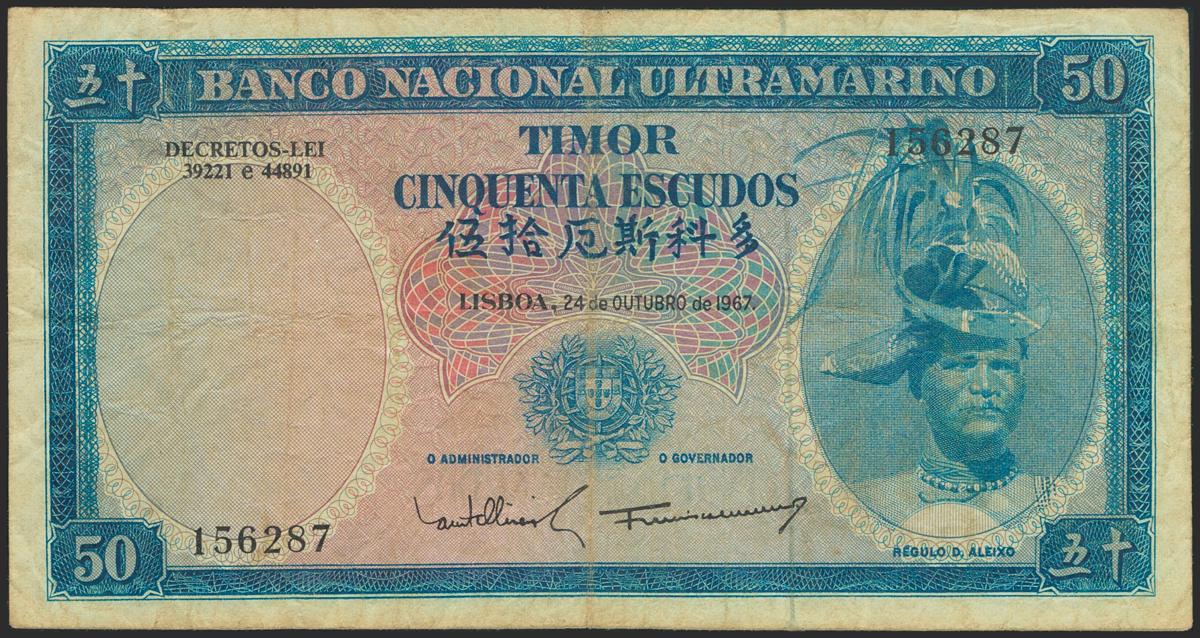 五十 BANCO NACIONAL ULTRAMARINO 50
TIMOR
156287
DECRETOS-LEI
39221 e 44891
CINQUENTA ESCUDOS
伍拾厄斯科多
LISBOA, 24 de OUTUBRO de 1967
O ADMINISTRADOR O GOVERNADOR
156287
RÉGULO D. ALEIXO
50 五十